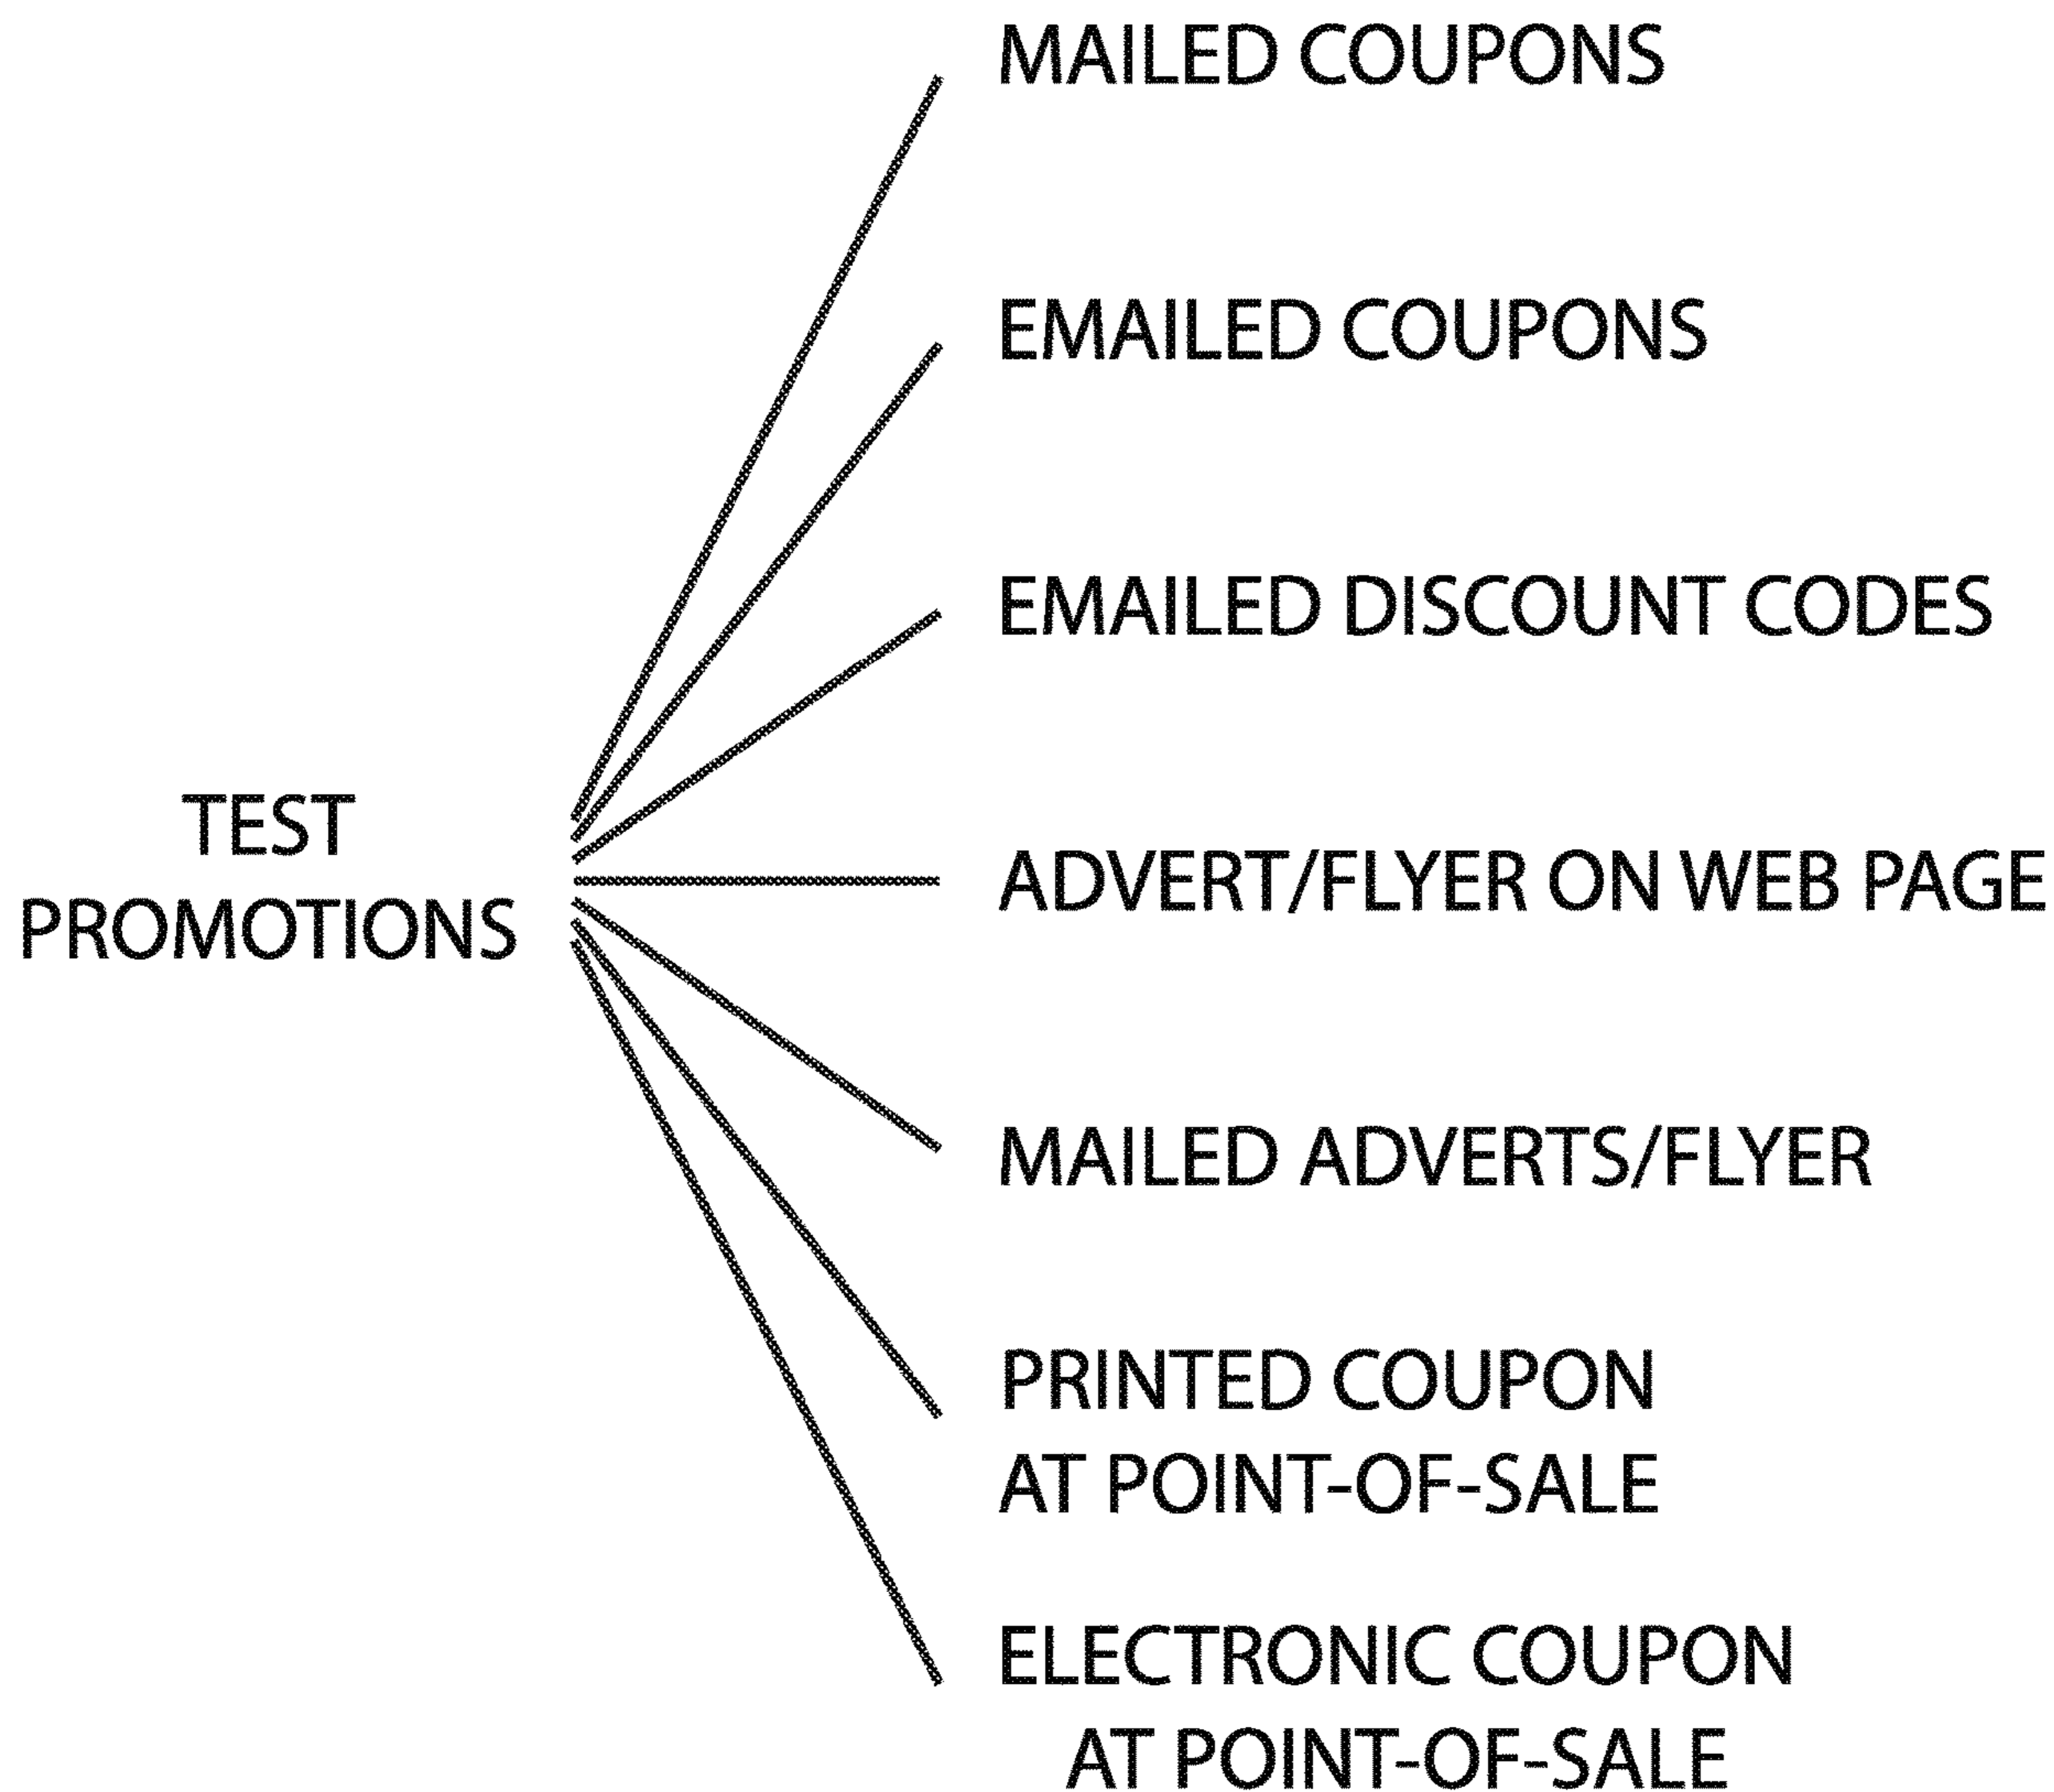 MAILED COUPONS
EMAILED COUPONS
EMAILED DISCOUNT CODES
TEST
PROMOTIONS
ADVERT/FLYER ON WEB PAGE
MAILED ADVERTS/FLYER
PRINTED COUPON
AT POINT-OF-SALE
ELECTRONIC COUPON
AT POINT-OF-SALE